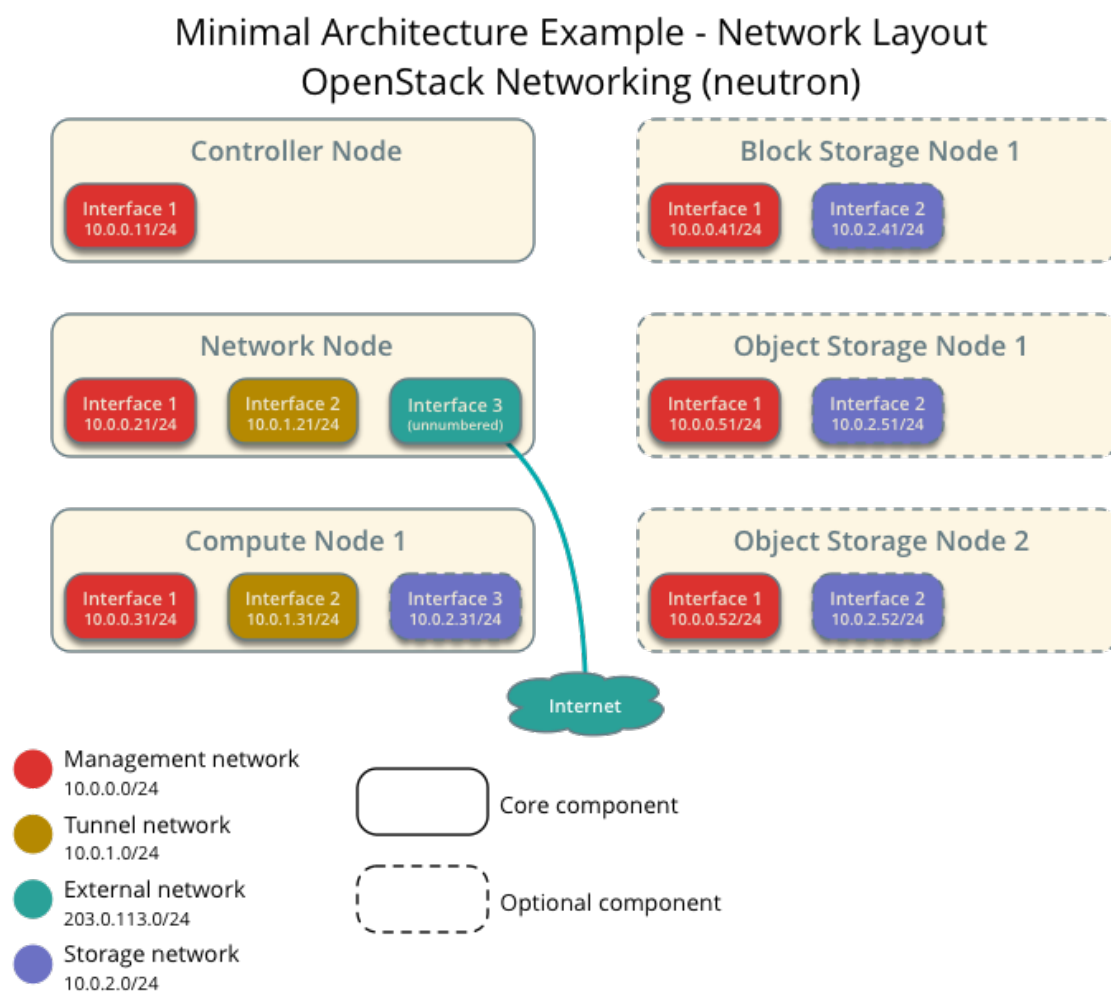 Minimal Architecture Example - Network Layout
OpenStack Networking (neutron)
Controller Node
Interface 1
10.0.0.11/24
Block Storage Node 1
Interface 1
10.0.0.41/24
Interface 2
10.0.2.41/24
Network Node
Interface 1
10.0.0.21/24
Interface 2
10.0.1.21/24
Interface 3
(unnumbered)
Object Storage Node 1
Interface 1
10.0.0.51/24
Interface 2
10.0.2.51/24
Compute Node 1
Interface 1
10.0.0.31/24
Interface 2
10.0.1.31/24
Interface 3
10.0.2.31/24
Object Storage Node 2
Interface 1
10.0.0.52/24
Interface 2
10.0.2.52/24
Internet
Management network
10.0.0.0/24
Tunnel network
10.0.1.0/24
External network
203.0.113.0/24
Storage network
10.0.2.0/24
Core component
Optional component